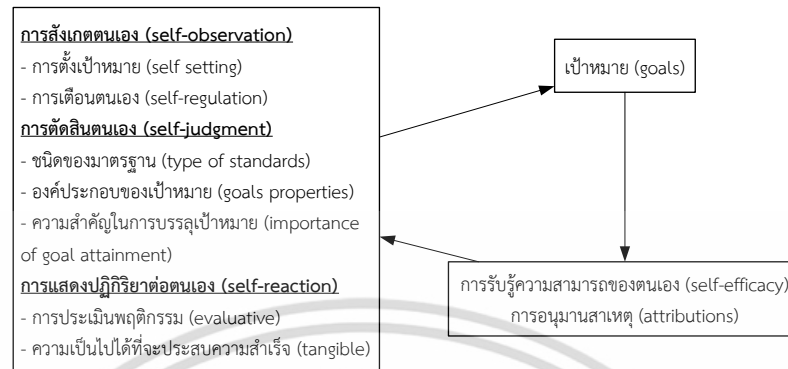 การสังเกตตนเอง (self-observation)
- การตั้งเป้าหมาย (self setting)
- การเตือนตนเอง (self-regulation)
การตัดสินตนเอง (self-judgment)
- ชนิดของมาตรฐาน (type of standards)
- องค์ประกอบของเป้าหมาย (goals properties)
- ความสำคัญในการบรรลุเป้าหมาย (importance
of goal attainment)
การแสดงปฏิกิริยาต่อตนเอง (self-reaction)
- การประเมินพฤติกรรม (evaluative)
- ความเป็นไปได้ที่จะประสบความสำเร็จ (tangible)
เป้าหมาย (goals)
การรับรู้ความสามารถของตนเอง (self-efficacy)
การอนุมานสาเหตุ (attributions)